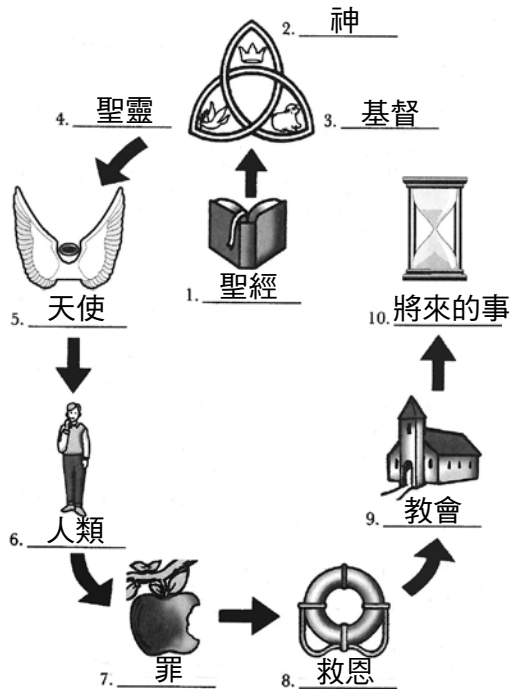 2. 神
4. 聖靈
3. 基督
1. 聖經
5. 天使
10. 將來的事
6. 人類
9. 教會
7. 罪
8. 救恩